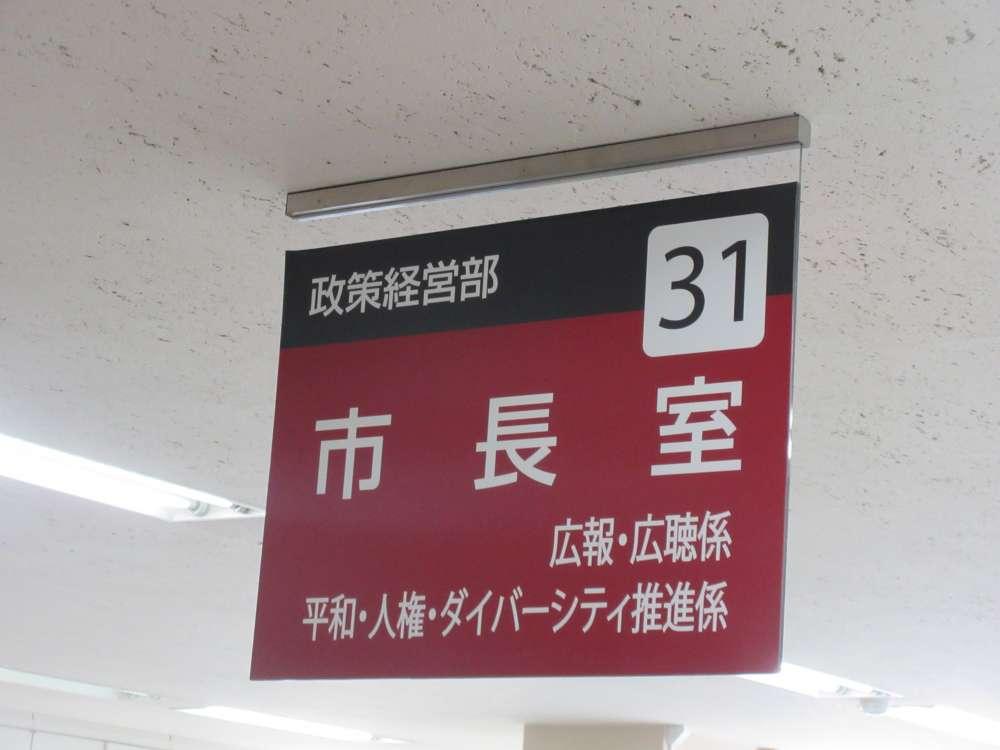 政策経営部
31
市長室
広報・広聴係
平和・人権・ダイバーシティ推進係